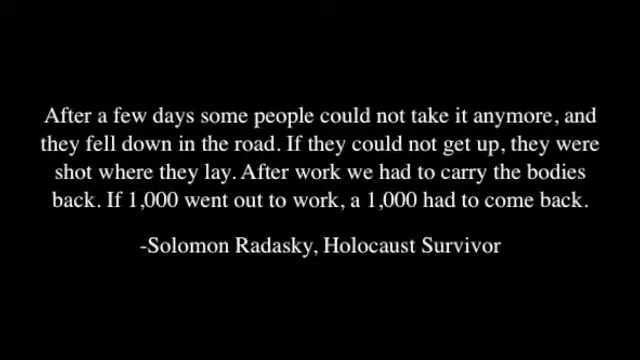 After a few days some people could not take it anymore, and
they fell down in the road. If they could not get up, they were
shot where they lay. After work we had to carry the bodies
back. If 1,000 went out to work, a 1,000 had to come back.
-Solomon Radasky, Holocaust Survivor